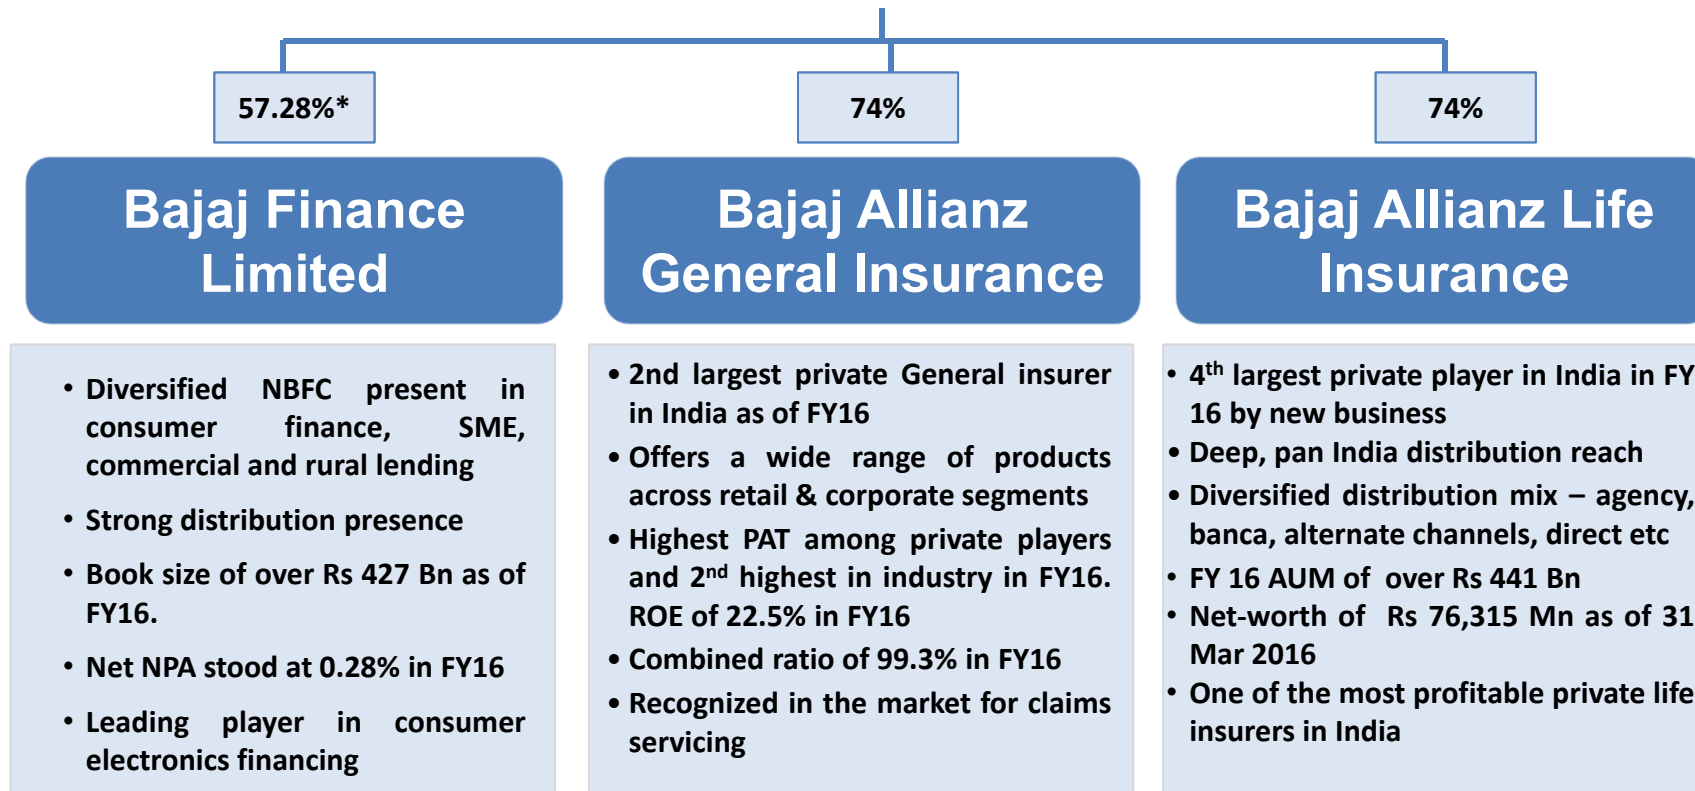 57.28%*
74%
74%
Bajaj Finance
Limited
Bajaj Allianz
General Insurance
Bajaj Allianz Life
Insurance
• Diversified NBFC present in
consumer finance, SME,
commercial and rural lending
• Strong distribution presence
• Book size of over Rs 427 Bn as of
FY16.
• Net NPA stood at 0.28% in FY16
• Leading player in consumer
electronics financing
• 2nd largest private General insurer
in India as of FY16
• Offers a wide range of products
across retail & corporate segments
• Highest PAT among private players
and 2nd highest in industry in FY16.
ROE of 22.5% in FY16
• Combined ratio of 99.3% in FY16
• Recognized in the market for claims
servicing
• 4th largest private player in India in FY
16 by new business
• Deep, pan India distribution reach
• Diversified distribution mix – agency,
banca, alternate channels, direct etc
• FY 16 AUM of over Rs 441 Bn
• Net-worth of Rs 76,315 Mn as of 31
Mar 2016
• One of the most profitable private life
insurers in India